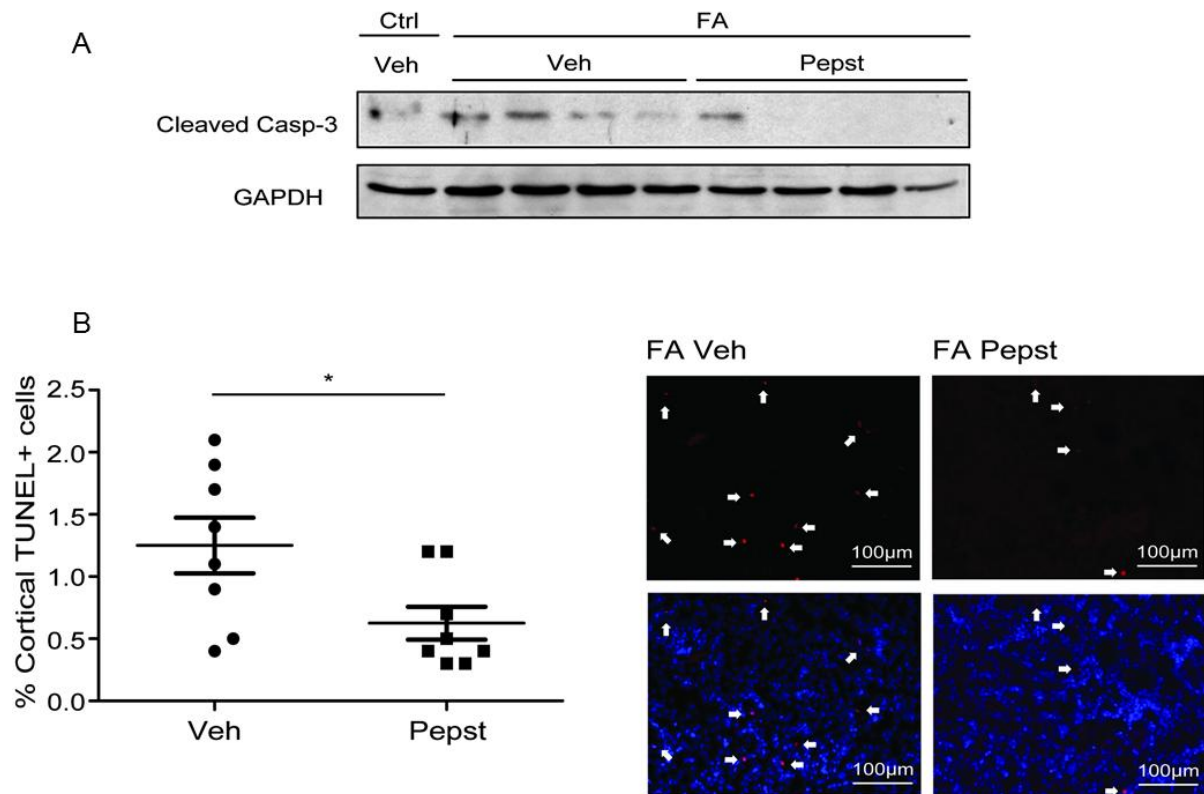 A
Ctrl FA
Veh Veh Pepst
Cleaved Casp-3
GAPDH
B
% Cortical TUNEL+ cells
2.5
2.0
1.5
1.0
0.5
0.0
*
Veh Pepst
FA Veh FA Pepst
100µm 100µm
100µm 100µm